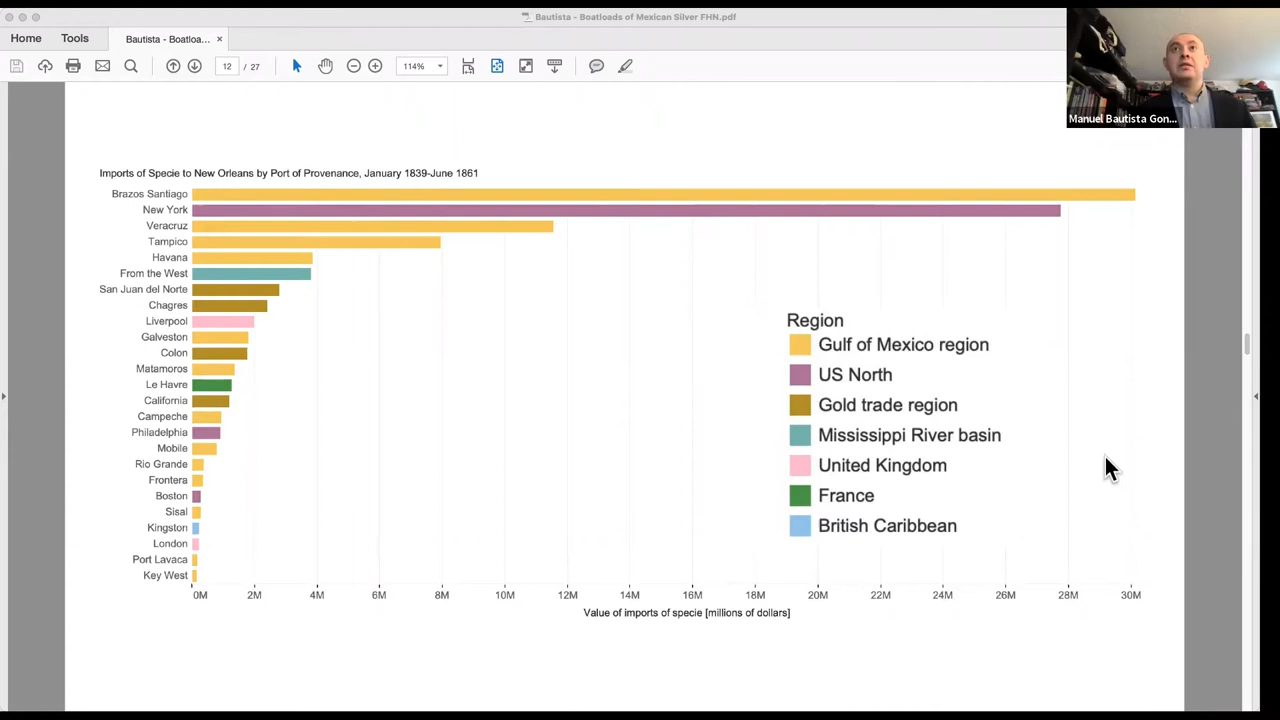 Bautista - Boatloads of Mexican Silver FHN.pdf
Home Tools Bautista - Boatloa... ×
12 / 27 114%
Manuel Bautista Gon...
Imports of Specie to New Orleans by Port of Provenance, January 1839-June 1861
Brazos Santiago
New York
Veracruz
Tampico
Havana
From the West
San Juan del Norte
Chagres
Liverpool
Galveston
Colon
Matamoros
Le Havre
California
Campeche
Philadelphia
Mobile
Rio Grande
Frontera
Boston
Sisal
Kingston
London
Port Lavaca
Key West
Region
Gulf of Mexico region
US North
Gold trade region
Mississippi River basin
United Kingdom
France
British Caribbean
0M 2M 4M 6M 8M 10M 12M 14M 16M 18M 20M 22M 24M 26M 28M 30M
Value of imports of specie [millions of dollars]